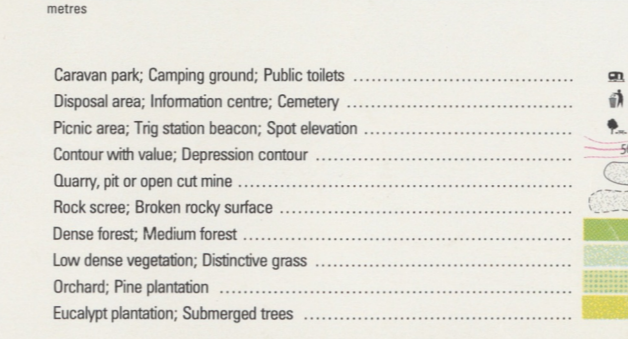 metres
Caravan park; Camping ground; Public toilets
Disposal area; Information centre; Cemetery
Picnic area; Trig station beacon; Spot elevation
Contour with value; Depression contour
Quarry, pit or open cut mine
Rock scree; Broken rocky surface
Dense forest; Medium forest
Low dense vegetation; Distinctive grass
Orchard; Pine plantation
Eucalypt plantation; Submerged trees